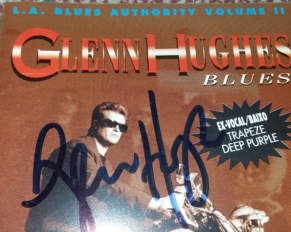 L.A. BLUES AUTHORITY VOLUME II
GLENN HUGHES
BLUES
EX-VOCAL/BAIXO
TRAPEZE
DEEP PURPLE